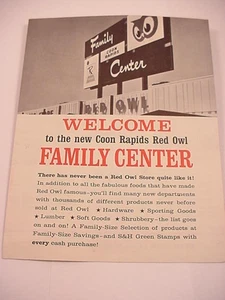 Family
COON
RAPIDS
Center
RED OWL
WELCOME
to the new Coon Rapids Red Owl
FAMILY CENTER
There has never been a Red Owl Store quite like it!
In addition to all the fabulous foods that have made
Red Owl famous—you'll find many new departments
with thousands of different products never before
sold at Red Owl ★ Hardware ★ Sporting Goods
★ Lumber ★ Soft Goods ★ Shrubbery - the list goes
on and on! A Family-Size Selection of products at
Family-Size Savings—and S&H Green Stamps with
every cash purchase!